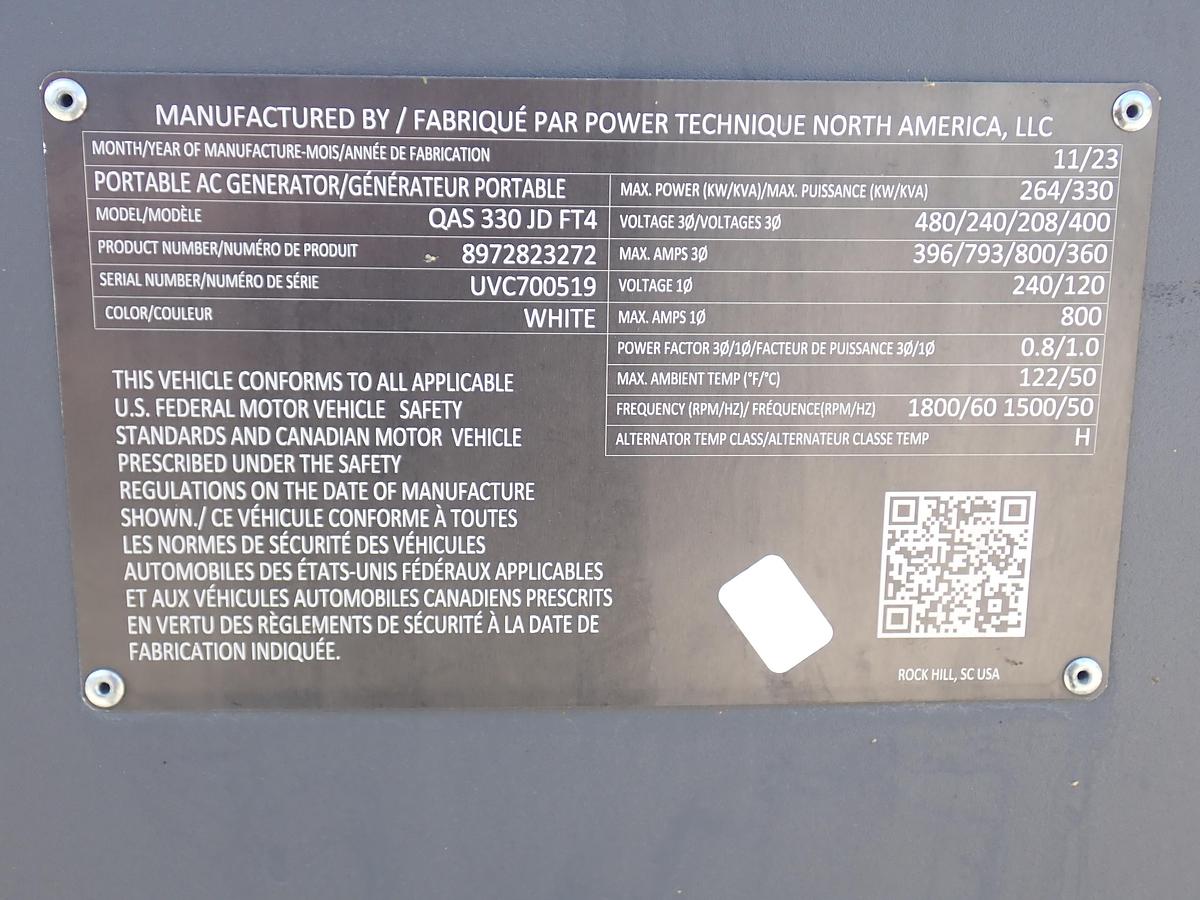 MANUFACTURED BY / FABRIQUÉ PAR POWER TECHNIQUE NORTH AMERICA, LLC
MONTH/YEAR OF MANUFACTURE-MOIS/ANNÉE DE FABRICATION 11/23
PORTABLE AC GENERATOR/GÉNÉRATEUR PORTABLE
MODEL/MODÈLE QAS 330 JD FT4
PRODUCT NUMBER/NUMÉRO DE PRODUIT 8972823272
SERIAL NUMBER/NUMÉRO DE SÉRIE UVC700519
COLOR/COULEUR WHITE
MAX. POWER (KW/KVA)/MAX. PUISSANCE (KW/KVA) 264/330
VOLTAGE 3Ø/VOLTAGES 3Ø 480/240/208/400
MAX. AMPS 3Ø 396/793/800/360
VOLTAGE 1Ø 240/120
MAX. AMPS 1Ø 800
POWER FACTOR 3Ø/1Ø/FACTEUR DE PUISSANCE 3Ø/1Ø 0.8/1.0
MAX. AMBIENT TEMP (°F/°C) 122/50
FREQUENCY (RPM/HZ)/ FRÉQUENCE(RPM/HZ) 1800/60 1500/50
ALTERNATOR TEMP CLASS/ALTERNATEUR CLASSE TEMP H
THIS VEHICLE CONFORMS TO ALL APPLICABLE
U.S. FEDERAL MOTOR VEHICLE SAFETY
STANDARDS AND CANADIAN MOTOR VEHICLE
PRESCRIBED UNDER THE SAFETY
REGULATIONS ON THE DATE OF MANUFACTURE
SHOWN./ CE VÉHICULE CONFORME À TOUTES
LES NORMES DE SÉCURITÉ DES VÉHICULES
AUTOMOBILES DES ÉTATS-UNIS FÉDÉRAUX APPLICABLES
ET AUX VÉHICULES AUTOMOBILES CANADIENS PRESCRITS
EN VERTU DES RÈGLEMENTS DE SÉCURITÉ À LA DATE DE
FABRICATION INDIQUÉE.
ROCK HILL, SC USA